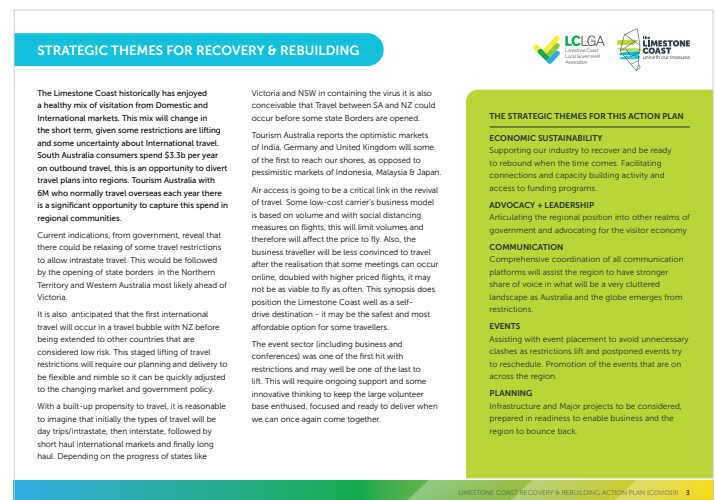 STRATEGIC THEMES FOR RECOVERY & REBUILDING
LCLGA
Limestone Coast
Local Government
Association
the
LIMESTONE
COAST
unearth our treasures
The Limestone Coast historically has enjoyed
a healthy mix of visitation from Domestic and
International markets. This mix will change in
the short term, given some restrictions are lifting
and some uncertainty about International travel.
South Australia consumers spend $3.3b per year
on outbound travel, this is an opportunity to divert
travel plans into regions. Tourism Australia with
6M who normally travel overseas each year there
is a significant opportunity to capture this spend in
regional communities.
Current indications, from government, reveal that
there could be relaxing of some travel restrictions
to allow intrastate travel. This would be followed
by the opening of state borders in the Northern
Territory and Western Australia most likely ahead of
Victoria.
It is also anticipated that the first international
travel will occur in a travel bubble with NZ before
being extended to other countries that are
considered low risk. This staged lifting of travel
restrictions will require our planning and delivery to
be flexible and nimble so it can be quickly adjusted
to the changing market and government policy.
With a built-up propensity to travel, it is reasonable
to imagine that initially the types of travel will be
day trips/intrastate, then interstate, followed by
short haul international markets and finally long
haul. Depending on the progress of states like
Victoria and NSW in containing the virus it is also
conceivable that Travel between SA and NZ could
occur before some state Borders are opened.
Tourism Australia reports the optimistic markets
of India, Germany and United Kingdom will some
of the first to reach our shores, as opposed to
pessimistic markets of Indonesia, Malaysia & Japan.
Air access is going to be a critical link in the revival
of travel. Some low-cost carrier's business model
is based on volume and with social distancing
measures on flights, this will limit volumes and
therefore will affect the price to fly. Also, the
business traveller will be less convinced to travel
after the realisation that some meetings can occur
online, doubled with higher priced flights, it may
not be as viable to fly as often. This synopsis does
position the Limestone Coast well as a self-
drive destination - it may be the safest and most
affordable option for some travellers.
The event sector (including business and
conferences) was one of the first hit with
restrictions and may well be one of the last to
lift. This will require ongoing support and some
innovative thinking to keep the large volunteer
base enthused, focused and ready to deliver when
we can once again come together.
THE STRATEGIC THEMES FOR THIS ACTION PLAN
ECONOMIC SUSTAINABILITY
Supporting our industry to recover and be ready
to rebound when the time comes. Facilitating
connections and capacity building activity and
access to funding programs.
ADVOCACY + LEADERSHIP
Articulating the regional position into other realms of
government and advocating for the visitor economy
COMMUNICATION
Comprehensive coordination of all communication
platforms will assist the region to have stronger
share of voice in what will be a very cluttered
landscape as Australia and the globe emerges from
restrictions.
EVENTS
Assisting with event placement to avoid unnecessary
clashes as restrictions lift and postponed events try
to reschedule. Promotion of the events that are on
across the region.
PLANNING
Infrastructure and Major projects to be considered,
prepared in readiness to enable business and the
region to bounce back.
LIMESTONE COAST RECOVERY & REBUILDING ACTION PLAN (COVID19) 3